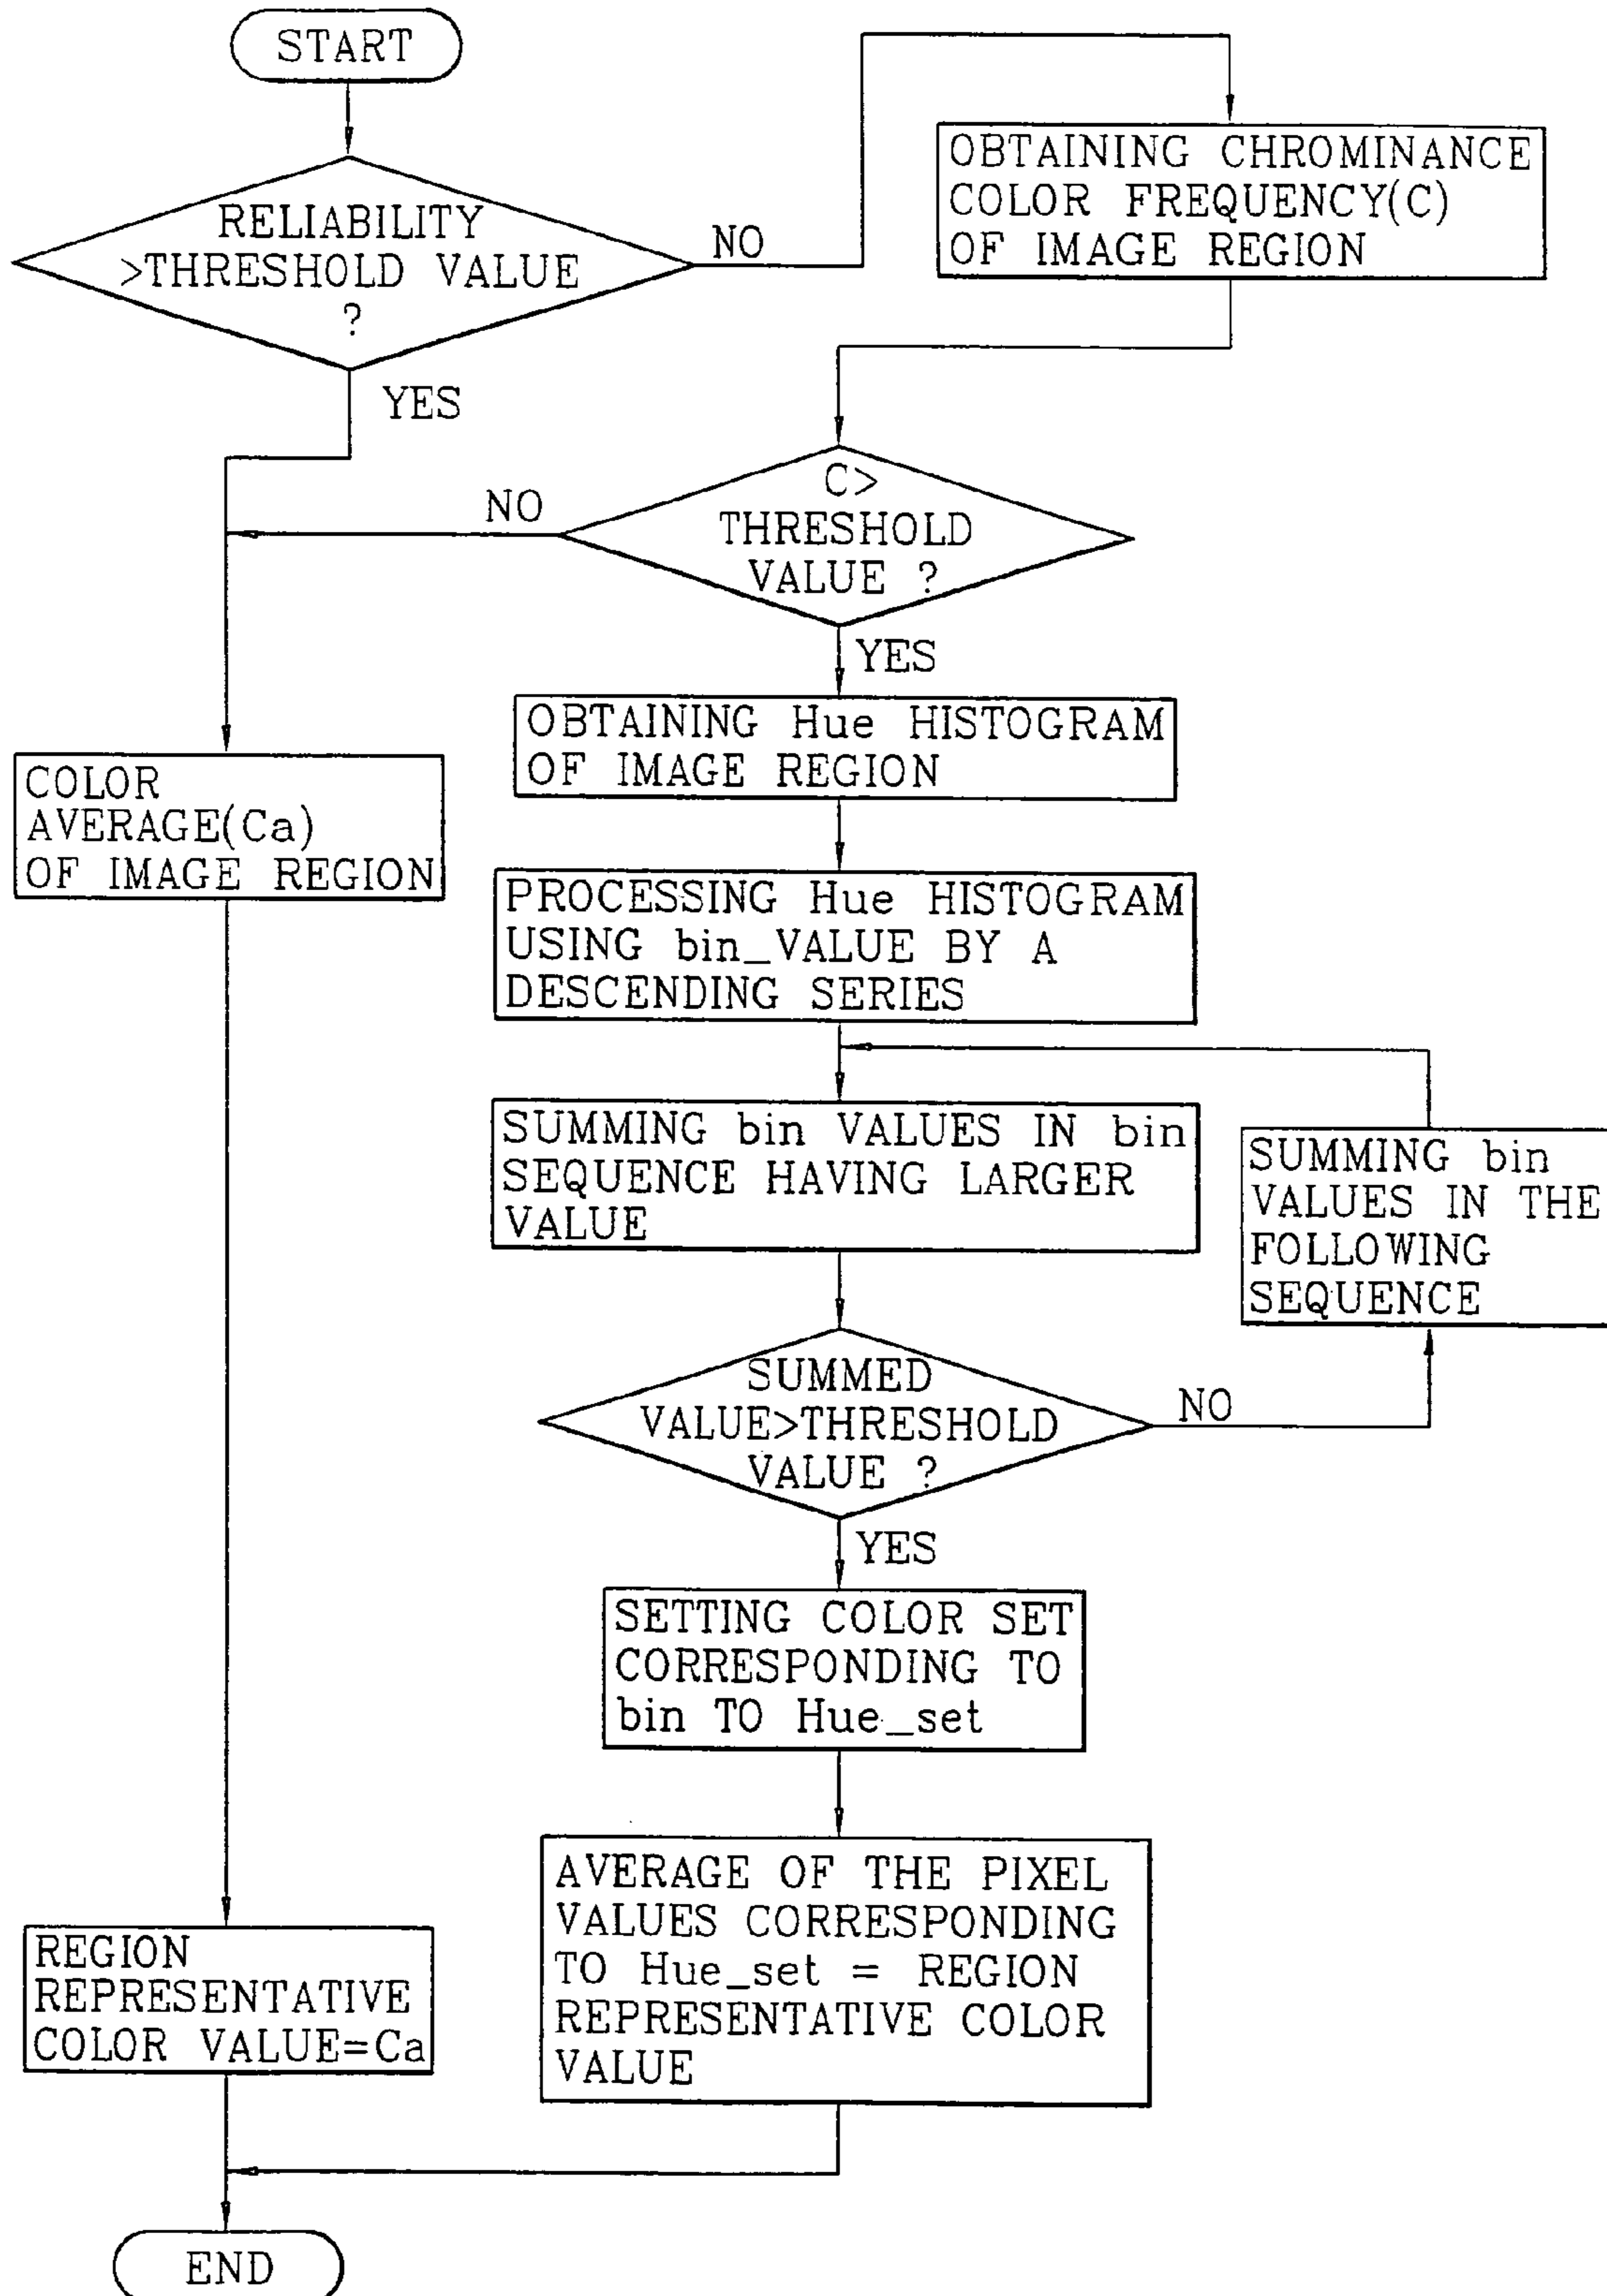 START
RELIABILITY
>THRESHOLD VALUE
?
NO
YES
OBTAINING CHROMINANCE
COLOR FREQUENCY(C)
OF IMAGE REGION
C>
THRESHOLD
VALUE ?
NO
YES
OBTAINING Hue HISTOGRAM
OF IMAGE REGION
COLOR
AVERAGE(Ca)
OF IMAGE REGION
PROCESSING Hue HISTOGRAM
USING bin_VALUE BY A
DESCENDING SERIES
SUMMING bin VALUES IN bin
SEQUENCE HAVING LARGER
VALUE
SUMMING bin
VALUES IN THE
FOLLOWING
SEQUENCE
SUMMED
VALUE>THRESHOLD
VALUE ?
NO
YES
SETTING COLOR SET
CORRESPONDING TO
bin TO Hue_set
AVERAGE OF THE PIXEL
VALUES CORRESPONDING
TO Hue_set = REGION
REPRESENTATIVE COLOR
VALUE
REGION
REPRESENTATIVE
COLOR VALUE=Ca
END